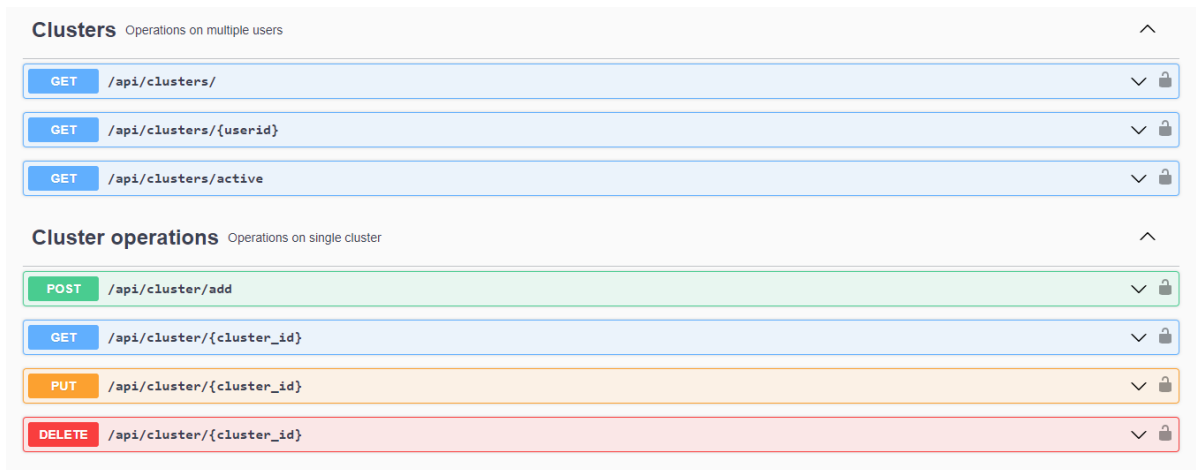 Clusters Operations on multiple users
GET /api/clusters/
GET /api/clusters/{userid}
GET /api/clusters/active
Cluster operations Operations on single cluster
POST /api/cluster/add
GET /api/cluster/{cluster_id}
PUT /api/cluster/{cluster_id}
DELETE /api/cluster/{cluster_id}